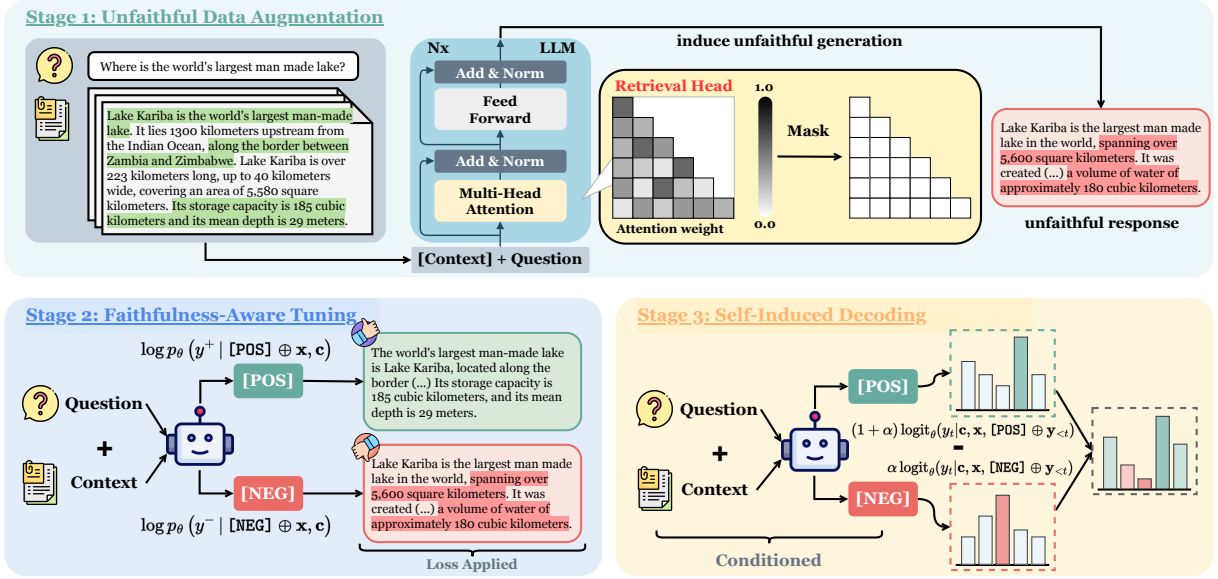 Stage 1: Unfaithful Data Augmentation
Where is the world's largest man made lake?
Lake Kariba is the world's largest man-made
lake. It lies 1300 kilometers upstream from
the Indian Ocean, along the border between
Zambia and Zimbabwe. Lake Kariba is over
223 kilometers long, up to 40 kilometers
wide, covering an area of 5,580 square
kilometers. Its storage capacity is 185 cubic
kilometers and its mean depth is 29 meters.
Nx
LLM
Add & Norm
Feed
Forward
Add & Norm
Multi-Head
Attention
[Context] + Question
induce unfaithful generation
Retrieval Head
1.0
0.0
Attention weight
Mask
Lake Kariba is the largest man made
lake in the world, spanning over
5,600 square kilometers. It was
created (...) a volume of water of
approximately 180 cubic kilometers.
unfaithful response
Stage 2: Faithfulness-Aware Tuning
log p_θ (y⁺ | [POS] ⊕ x, c)
Question
+
Context
[POS]
[NEG]
log p_θ (y⁻ | [NEG] ⊕ x, c)
The world's largest man-made lake
is Lake Kariba, located along the
border (...) Its storage capacity is
185 cubic kilometers, and its mean
depth is 29 meters.
Lake Kariba is the largest man made
lake in the world, spanning over
5,600 square kilometers. It was
created (...) a volume of water of
approximately 180 cubic kilometers.
Loss Applied
Stage 3: Self-Induced Decoding
Question
+
Context
[POS]
[NEG]
(1 + α) logit_θ(y_t|c, x, [POS] ⊕ y_<t)
-
α logit_θ(y_t|c, x, [NEG] ⊕ y_<t)
Conditioned